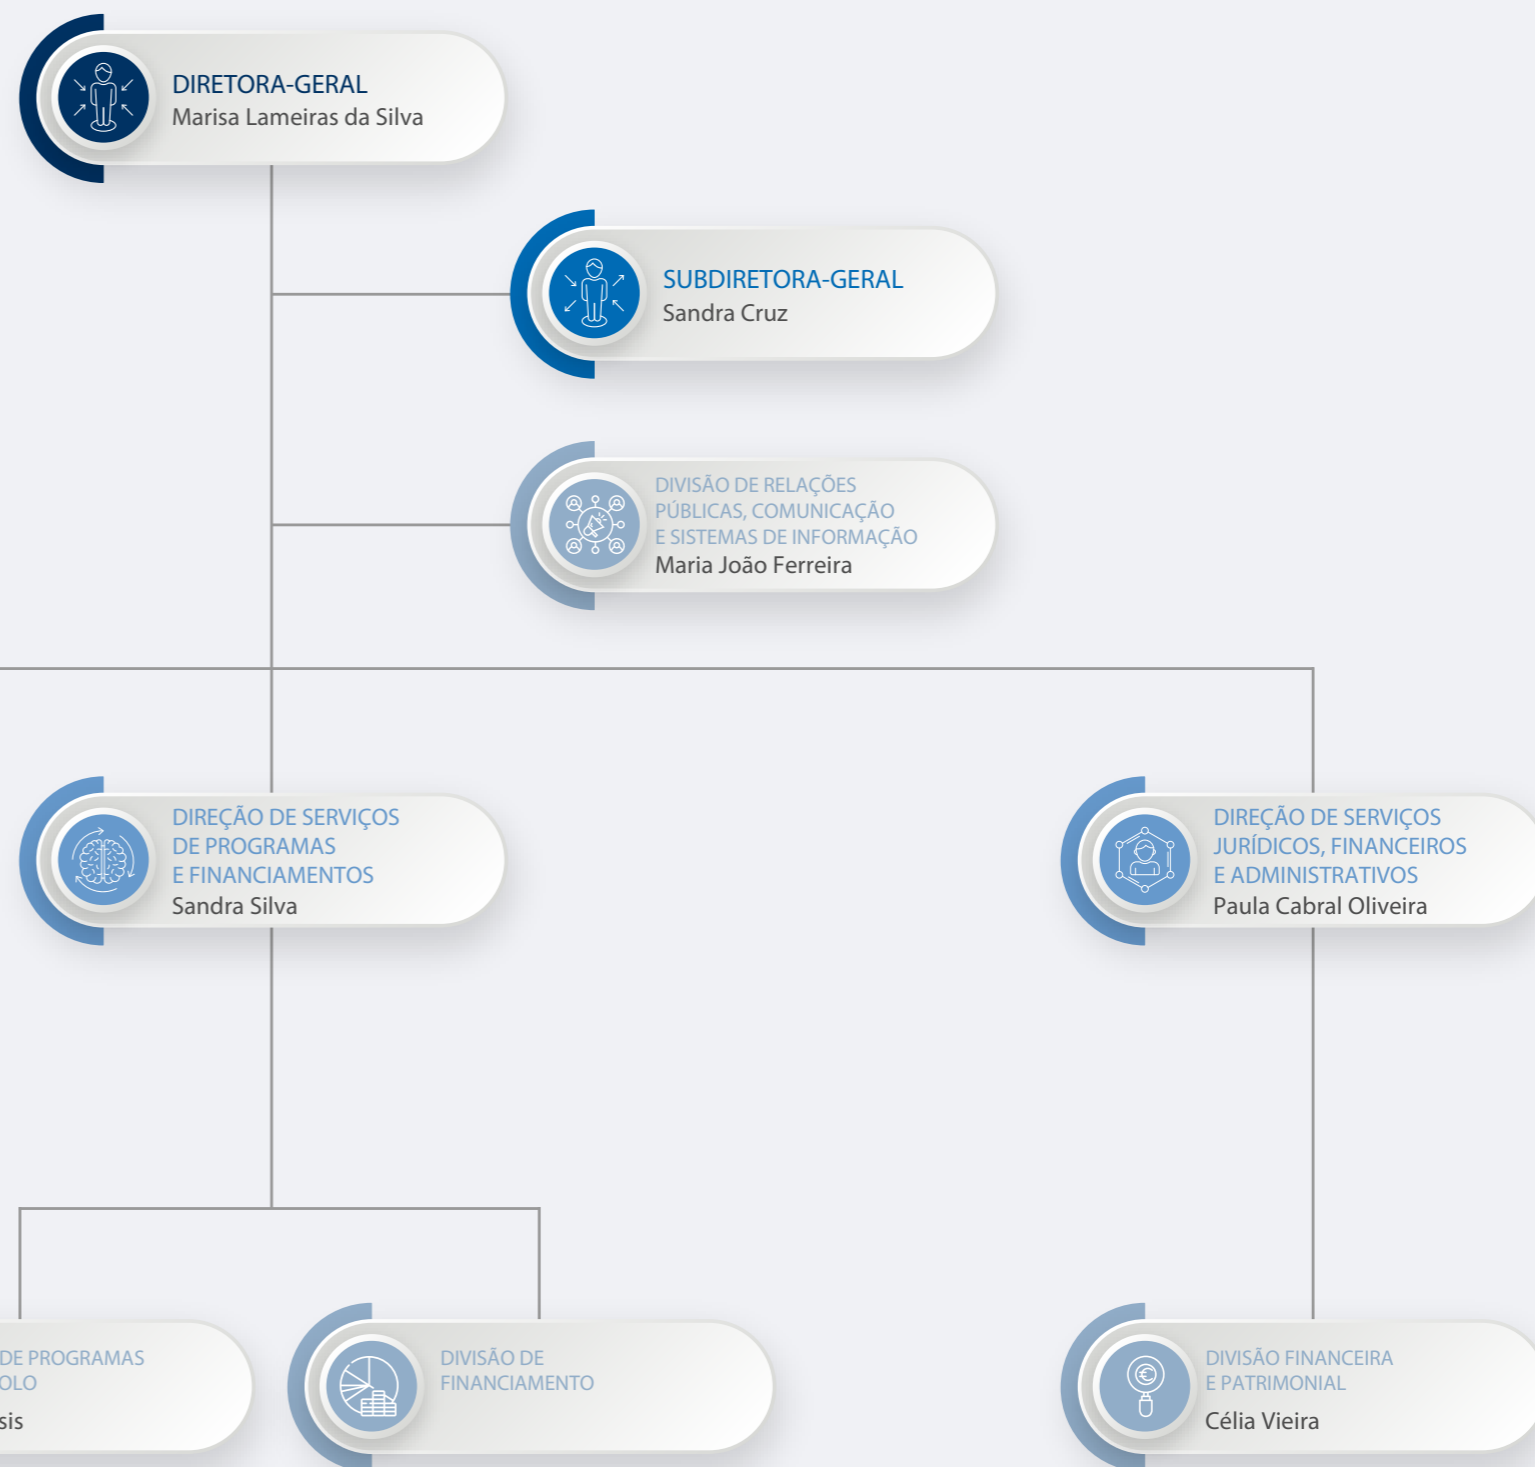 DIRETORA-GERAL
Marisa Lameiras da Silva
SUBDIRETORA-GERAL
Sandra Cruz
DIVISÃO DE RELAÇÕES
PÚBLICAS, COMUNICAÇÃO
E SISTEMAS DE INFORMAÇÃO
Maria João Ferreira
DIREÇÃO DE SERVIÇOS
DE PROGRAMAS
E FINANCIAMENTOS
Sandra Silva
DIREÇÃO DE SERVIÇOS
JURÍDICOS, FINANCEIROS
E ADMINISTRATIVOS
Paula Cabral Oliveira
DE PROGRAMAS
DIVISÃO DE
FINANCIAMENTO
DIVISÃO FINANCEIRA
E PATRIMONIAL
Célia Vieira